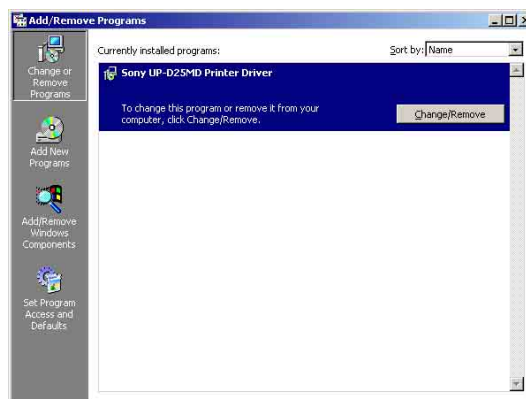 Add/Remove Programs
Change or
Remove
Programs
Add New
Programs
Add/Remove
Windows
Components
Set Program
Access and
Defaults
Currently installed programs:
Sort by: Name
Sony UP-D25MD Printer Driver
To change this program or remove it from your
computer, click Change/Remove.
Change/Remove